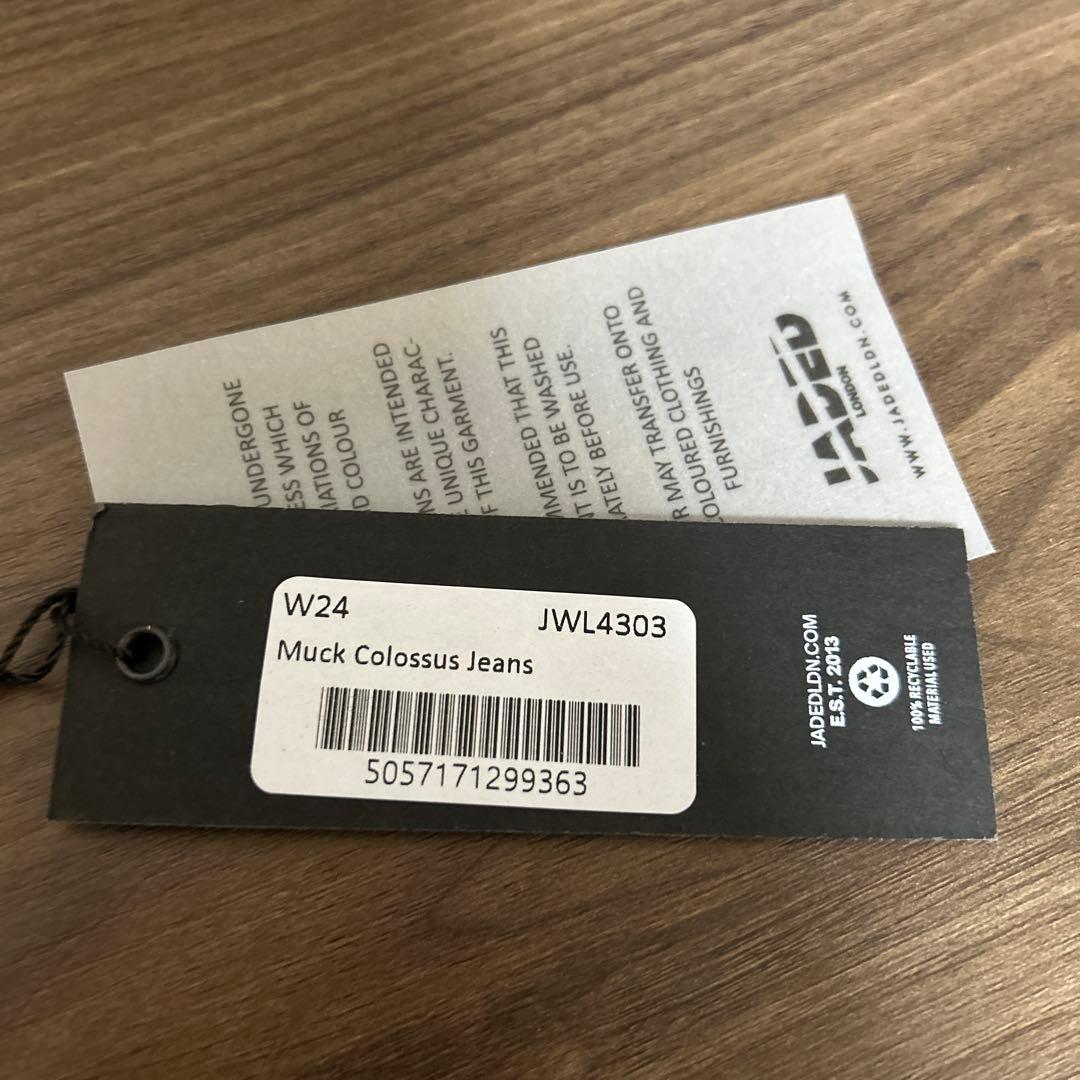 UNDERGONE
ESS WHICH
IATIONS OF
D COLOUR
NS ARE INTENDED
E UNIQUE CHARAC-
F THIS GARMENT.
MMENDED THAT THIS
NT IS TO BE WASHED
ATELY BEFORE USE.
R MAY TRANSFER ONTO
OLOURED CLOTHING AND
FURNISHINGS
JADED
LONDON
WWW.JADEDLDN.COM
W24 JWL4303
Muck Colossus Jeans
5057171299363
JADEDLDN.COM
E.S.T. 2013
100% RECYCLABLE
MATERIAL USED